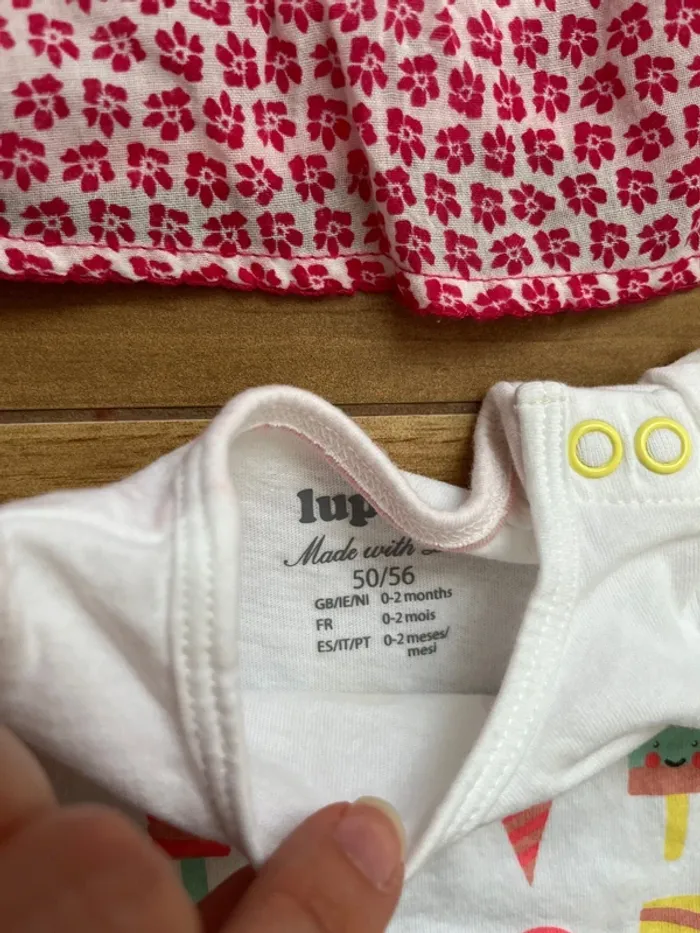 lup
Made with
50/56
GB/IE/NI 0-2 months
FR 0-2 mois
ES/IT/PT 0-2 meses/
mesi